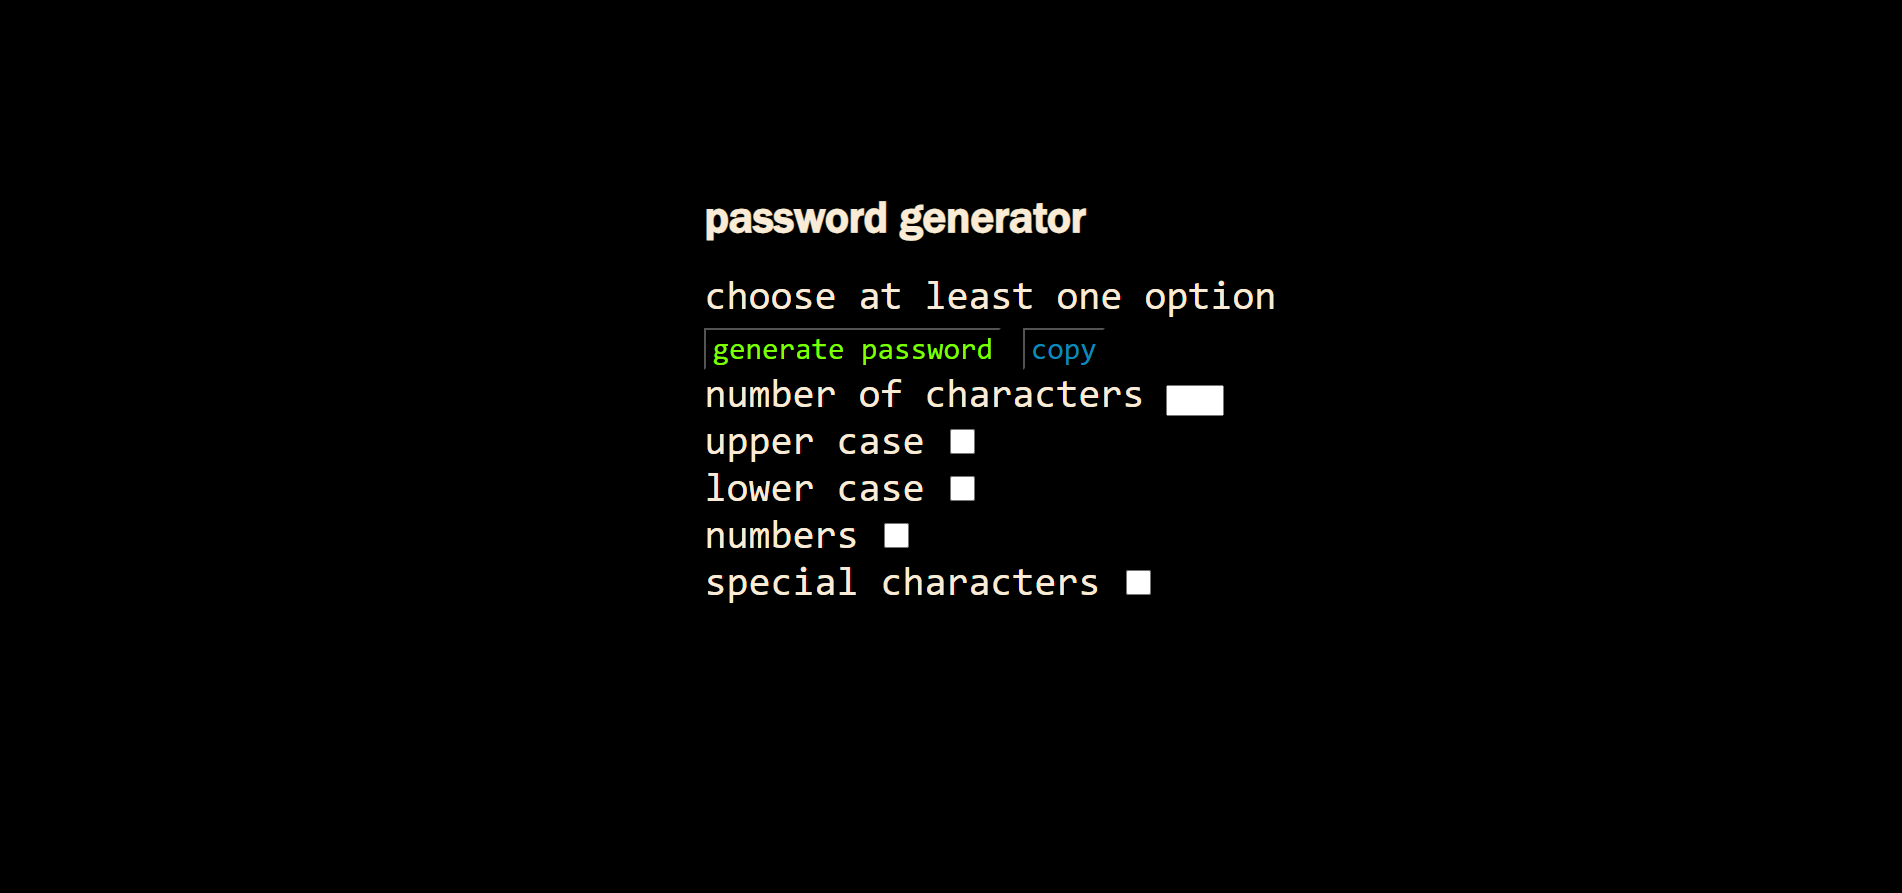 password generator
choose at least one option
generate password copy
number of characters
upper case
lower case
numbers
special characters